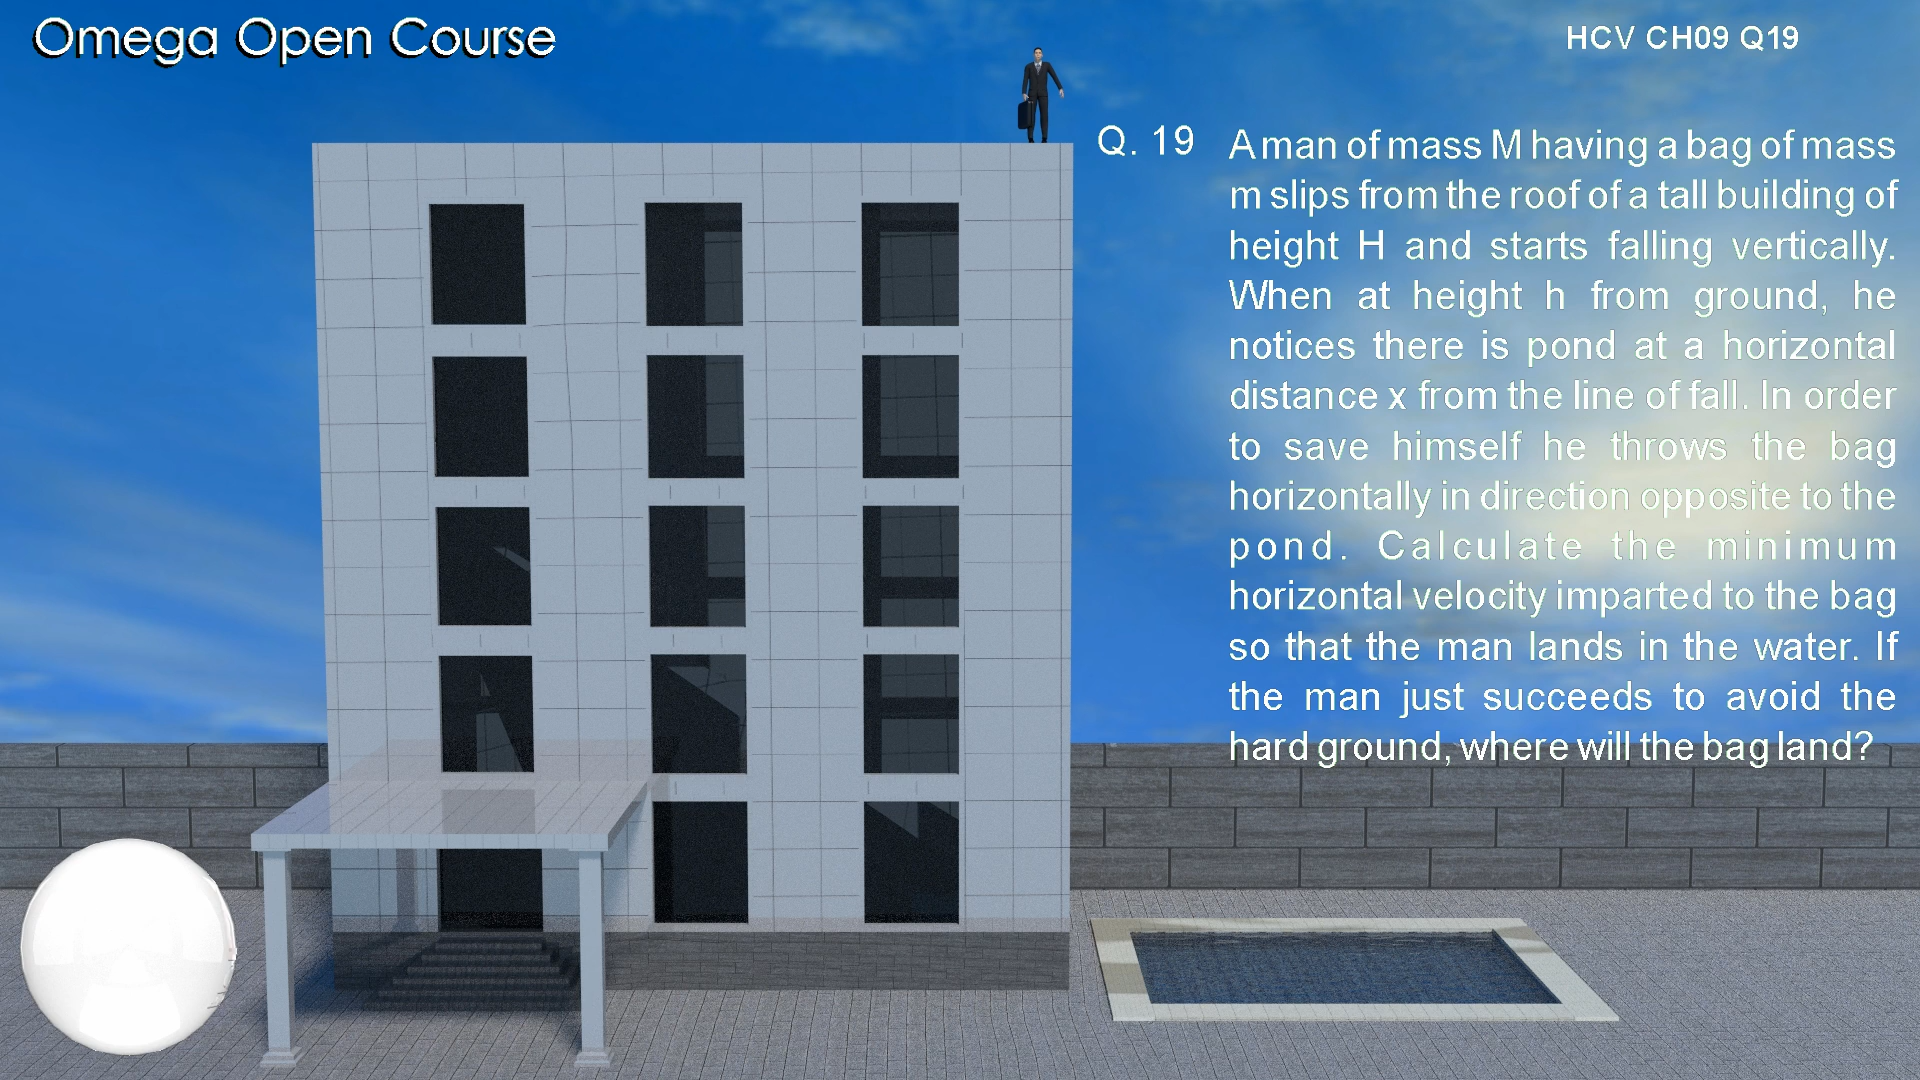 Omega Open Course
HCV CH09 Q19
Q. 19 A man of mass M having a bag of mass
m slips from the roof of a tall building of
height H and starts falling vertically.
When at height h from ground, he
notices there is pond at a horizontal
distance x from the line of fall. In order
to save himself he throws the bag
horizontally in direction opposite to the
pond. Calculate the minimum
horizontal velocity imparted to the bag
so that the man lands in the water. If
the man just succeeds to avoid the
hard ground, where will the bag land?